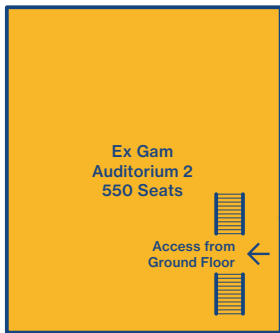 Ex Gam
Auditorium 2
550 Seats
Access from
Ground Floor